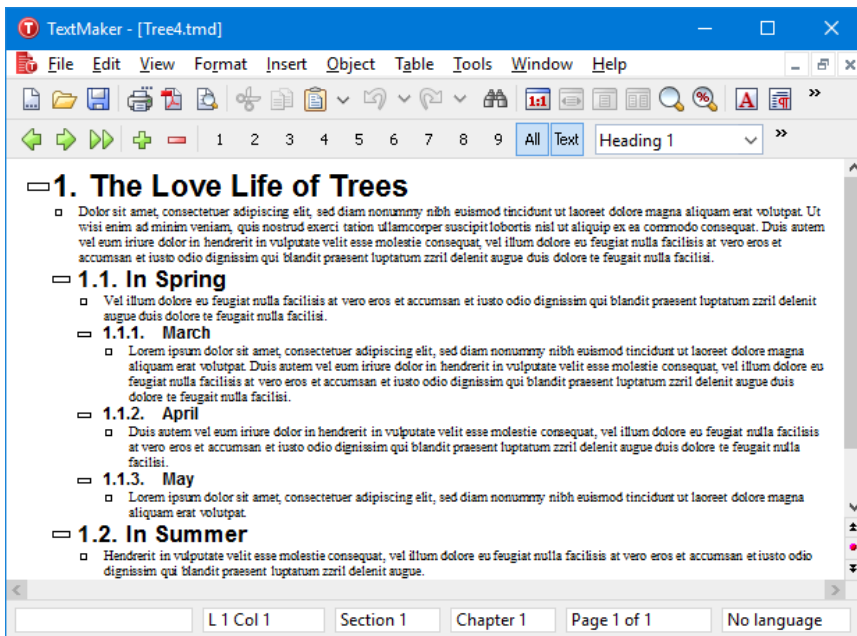 TextMaker - [Tree4.tmd]
File Edit View Format Insert Object Table Tools Window Help
1:1 % A »
1 2 3 4 5 6 7 8 9 All Text Heading 1 »
1. The Love Life of Trees
Dolor sit amet, consectetuer adipiscing elit, sed diam nonummy nibh euismod tincidunt ut laoreet dolore magna aliquam erat volutpat. Ut
wisi enim ad minim veniam, quis nostrud exerci tation ullamcorper suscipit lobortis nisl ut aliquip ex ea commodo consequat. Duis autem
vel eum iriure dolor in hendrerit in vulputate velit esse molestie consequat, vel illum dolore eu feugiat nulla facilisis at vero eros et
accumsan et iusto odio dignissim qui blandit praesent luptatum zzril delenit augue duis dolore te feugait nulla facilisi.
1.1. In Spring
Vel illum dolore eu feugiat nulla facilisis at vero eros et accumsan et iusto odio dignissim qui blandit praesent luptatum zzril delenit
augue duis dolore te feugait nulla facilisi.
1.1.1. March
Lorem ipsum dolor sit amet, consectetuer adipiscing elit, sed diam nonummy nibh euismod tincidunt ut laoreet dolore magna
aliquam erat volutpat. Duis autem vel eum iriure dolor in hendrerit in vulputate velit esse molestie consequat, vel illum dolore eu
feugiat nulla facilisis at vero eros et accumsan et iusto odio dignissim qui blandit praesent luptatum zzril delenit augue duis
dolore te feugait nulla facilisi.
1.1.2. April
Duis autem vel eum iriure dolor in hendrerit in vulputate velit esse molestie consequat, vel illum dolore eu feugiat nulla facilisis
at vero eros et accumsan et iusto odio dignissim qui blandit praesent luptatum zzril delenit augue duis dolore te feugait nulla
facilisi.
1.1.3. May
Lorem ipsum dolor sit amet, consectetuer adipiscing elit, sed diam nonummy nibh euismod tincidunt ut laoreet dolore magna
aliquam erat volutpat.
1.2. In Summer
Hendrerit in vulputate velit esse molestie consequat, vel illum dolore eu feugiat nulla facilisis at vero eros et accumsan et iusto odio
dignissim qui blandit praesent luptatum zzril delenit augue.
L 1 Col 1 Section 1 Chapter 1 Page 1 of 1 No language